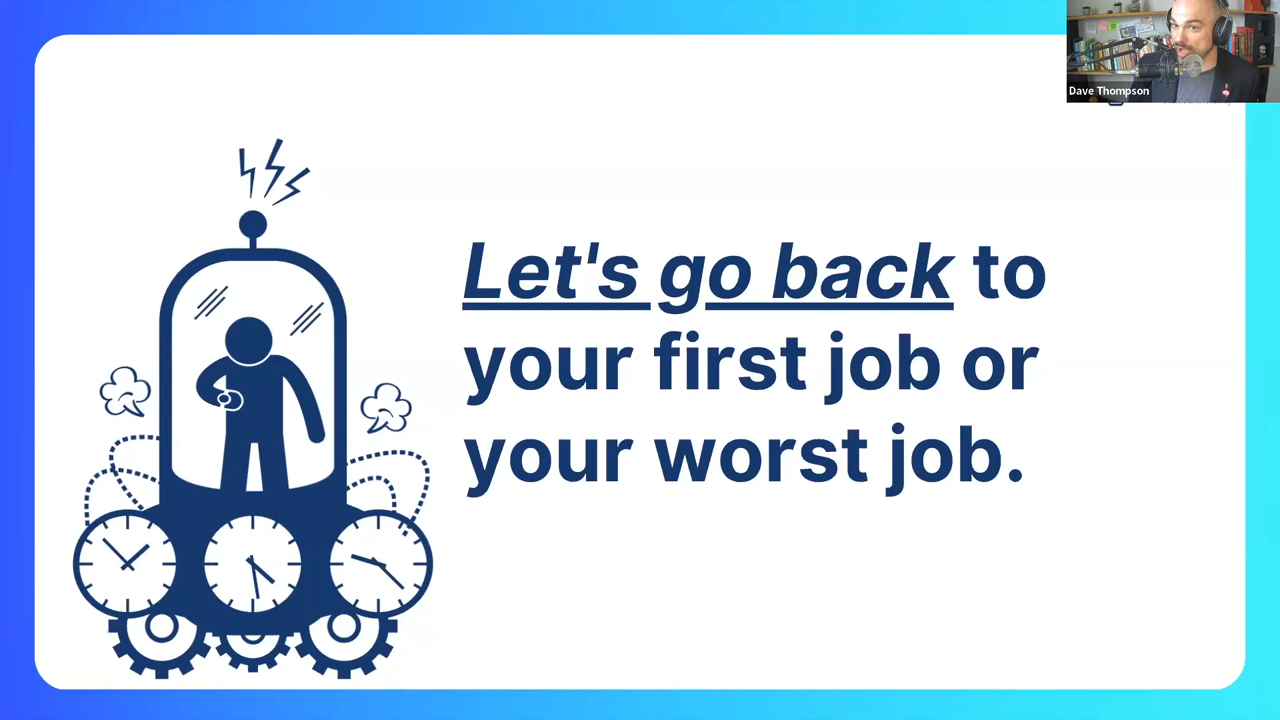 Dave Thompson
Let's go back to
your first job or
your worst job.